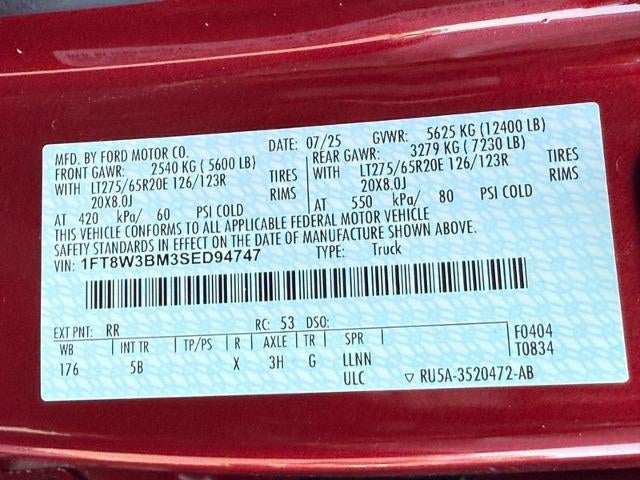 MFD. BY FORD MOTOR CO. DATE: 07/25 GVWR: 5625 KG (12400 LB)
FRONT GAWR: 2540 KG ( 5600 LB) REAR GAWR: 3279 KG ( 7230 LB)
WITH LT275/65R20E 126/123R TIRES WITH LT275/65R20E 126/123R TIRES
20X8.0J RIMS 20X8.0J RIMS
AT 420 kPa/ 60 PSI COLD AT 550 kPa/ 80 PSI COLD
THIS VEHICLE CONFORMS TO ALL APPLICABLE FEDERAL MOTOR VEHICLE
SAFETY STANDARDS IN EFFECT ON THE DATE OF MANUFACTURE SHOWN ABOVE.
VIN: 1FT8W3BM3SED94747 TYPE: Truck
EXT PNT: RR RC: 53 DSO:
WB INT TR TP/PS R AXLE TR SPR F0404
176 5B X 3H G LLNN T0834
ULC ▽ RU5A-3520472-AB